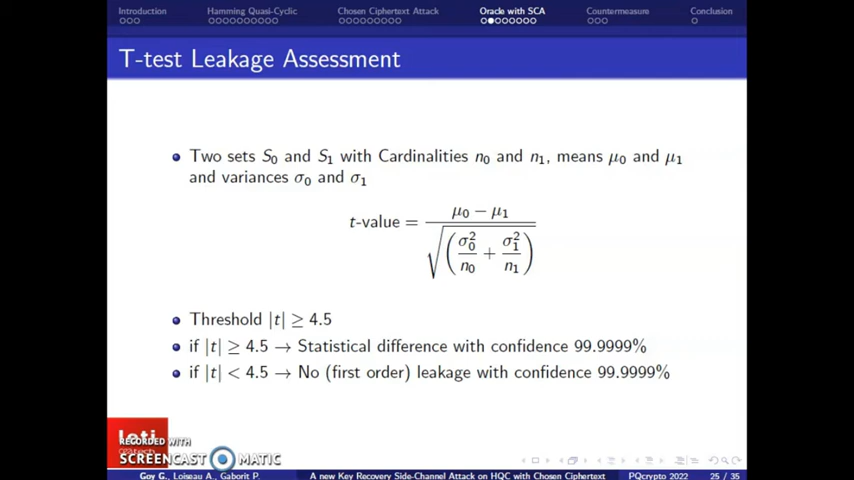 Introduction Hamming Quasi-Cyclic Chosen Ciphertext Attack Oracle with SCA Countermeasure Conclusion
T-test Leakage Assessment
Two sets S₀ and S₁ with Cardinalities n₀ and n₁, means μ₀ and μ₁
and variances σ₀ and σ₁
t-value = (μ₀ − μ₁) / √(σ₀²/n₀ + σ₁²/n₁)
Threshold |t| ≥ 4.5
if |t| ≥ 4.5 → Statistical difference with confidence 99.9999%
if |t| < 4.5 → No (first order) leakage with confidence 99.9999%
leti
RECORDED WITH
SCREENCAST MATIC
Goy G., Loiseau A., Gaborit P. A new Key Recovery Side-Channel Attack on HQC with Chosen Ciphertext PQcrypto 2022 25 / 35